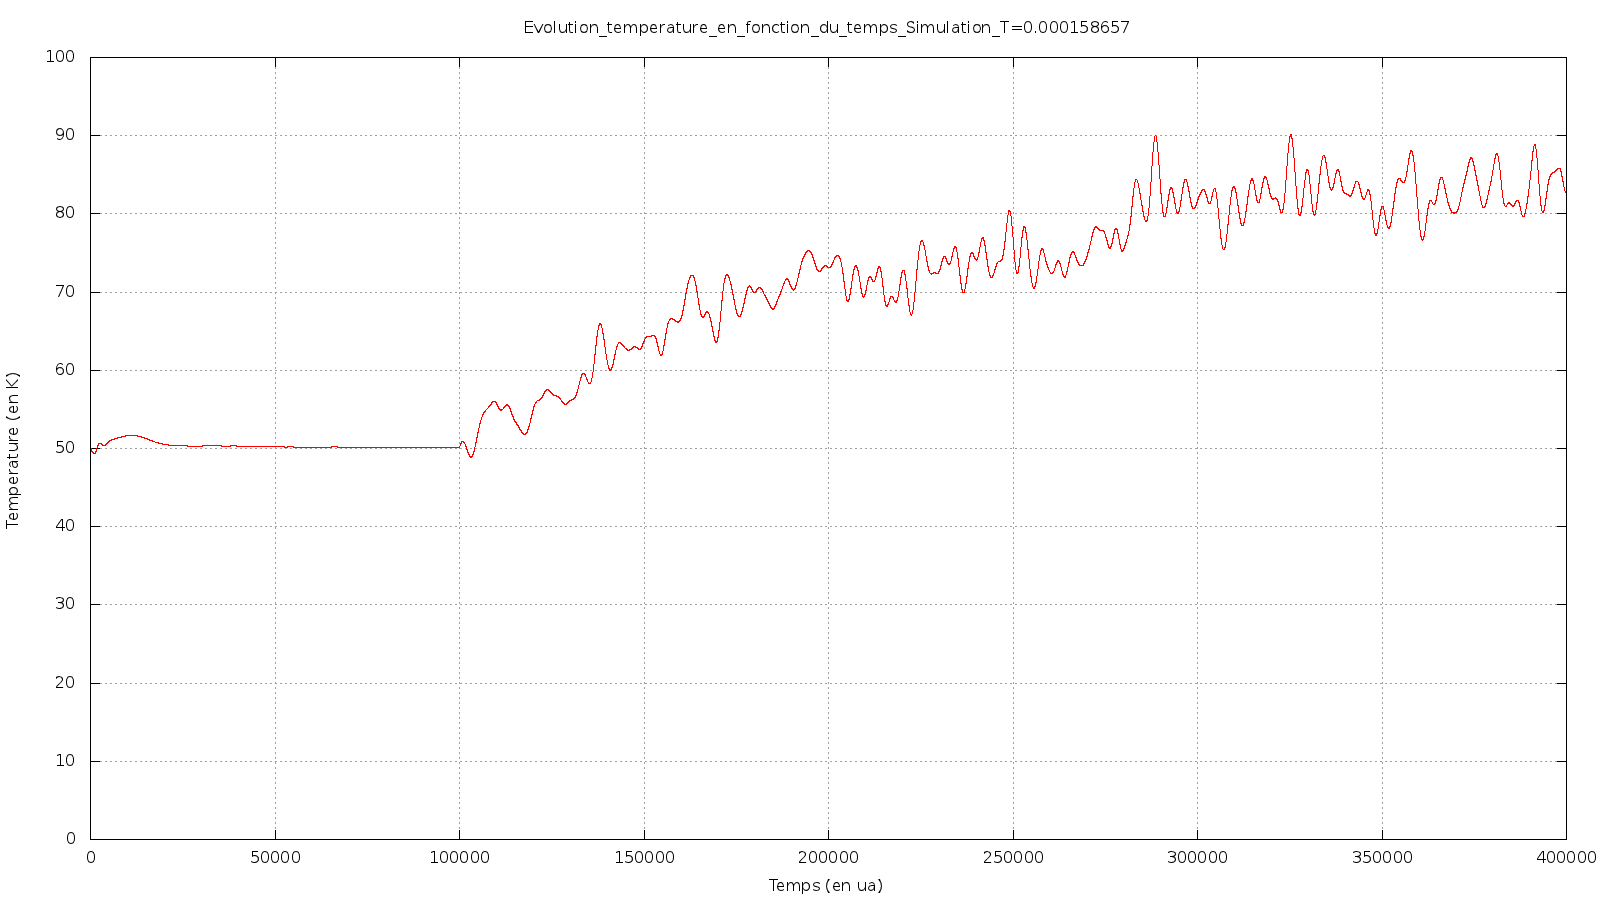 Evolution_temperature_en_fonction_du_temps_Simulation_T=0.000158657
100
90
80
70
60
50
40
30
20
10
0
Temperature (en K)
0 50000 100000 150000 200000 250000 300000 350000 400000
Temps (en ua)